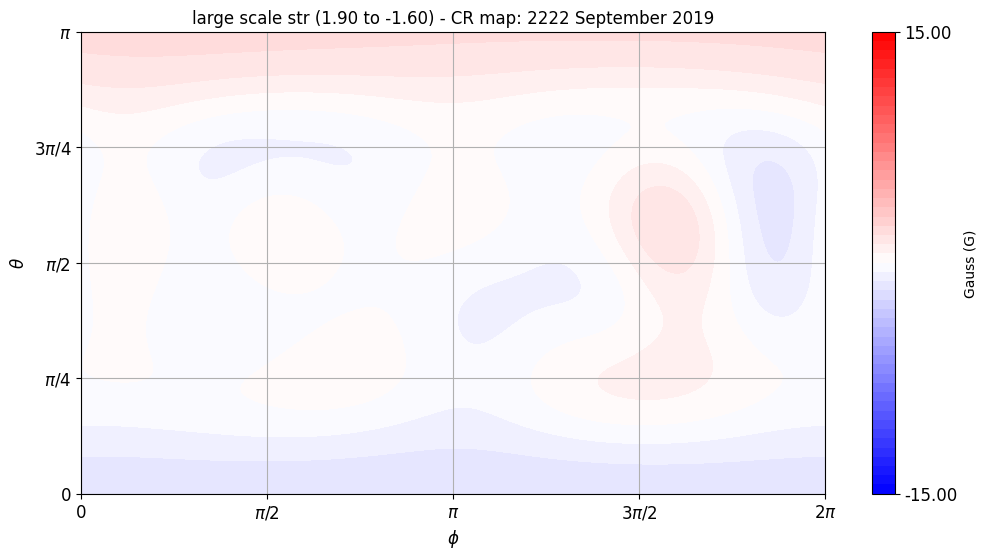 large scale str (1.90 to -1.60) - CR map: 2222 September 2019
π
3π/4
π/2
π/4
0
θ
0
π/2
π
3π/2
2π
ϕ
15.00
-15.00
Gauss (G)